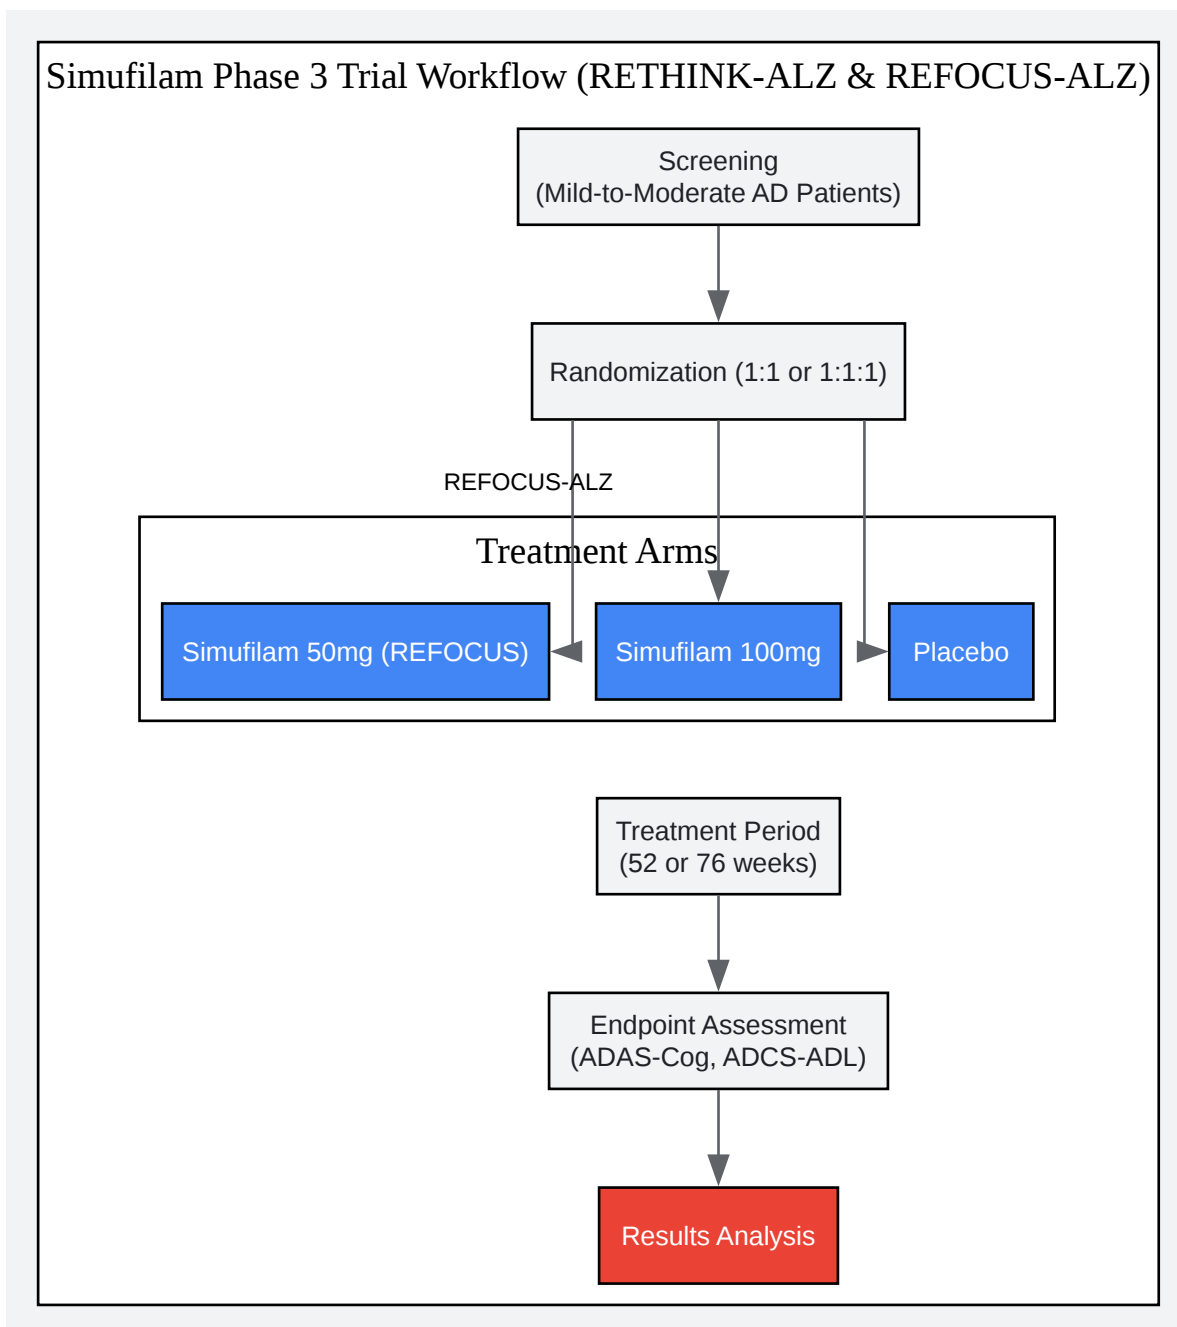 Simufilam Phase 3 Trial Workflow (RETHINK-ALZ & REFOCUS-ALZ)
Screening
(Mild-to-Moderate AD Patients)
Randomization (1:1 or 1:1:1)
REFOCUS-ALZ
Treatment Arms
Simufilam 50mg (REFOCUS)
Simufilam 100mg
Placebo
Treatment Period
(52 or 76 weeks)
Endpoint Assessment
(ADAS-Cog, ADCS-ADL)
Results Analysis